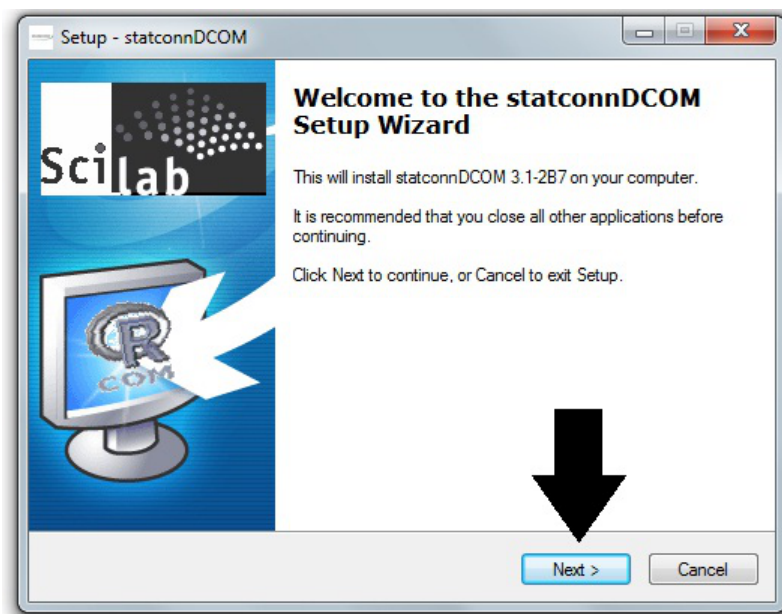 Setup - statconnDCOM
Scilab
Welcome to the statconnDCOM
Setup Wizard
This will install statconnDCOM 3.1-2B7 on your computer.
It is recommended that you close all other applications before
continuing.
Click Next to continue, or Cancel to exit Setup.
R
COM
Next >
Cancel